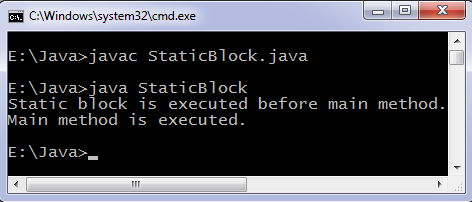 C:\Windows\system32\cmd.exe
E:\Java>javac StaticBlock.java
E:\Java>java StaticBlock
Static block is executed before main method.
Main method is executed.
E:\Java>